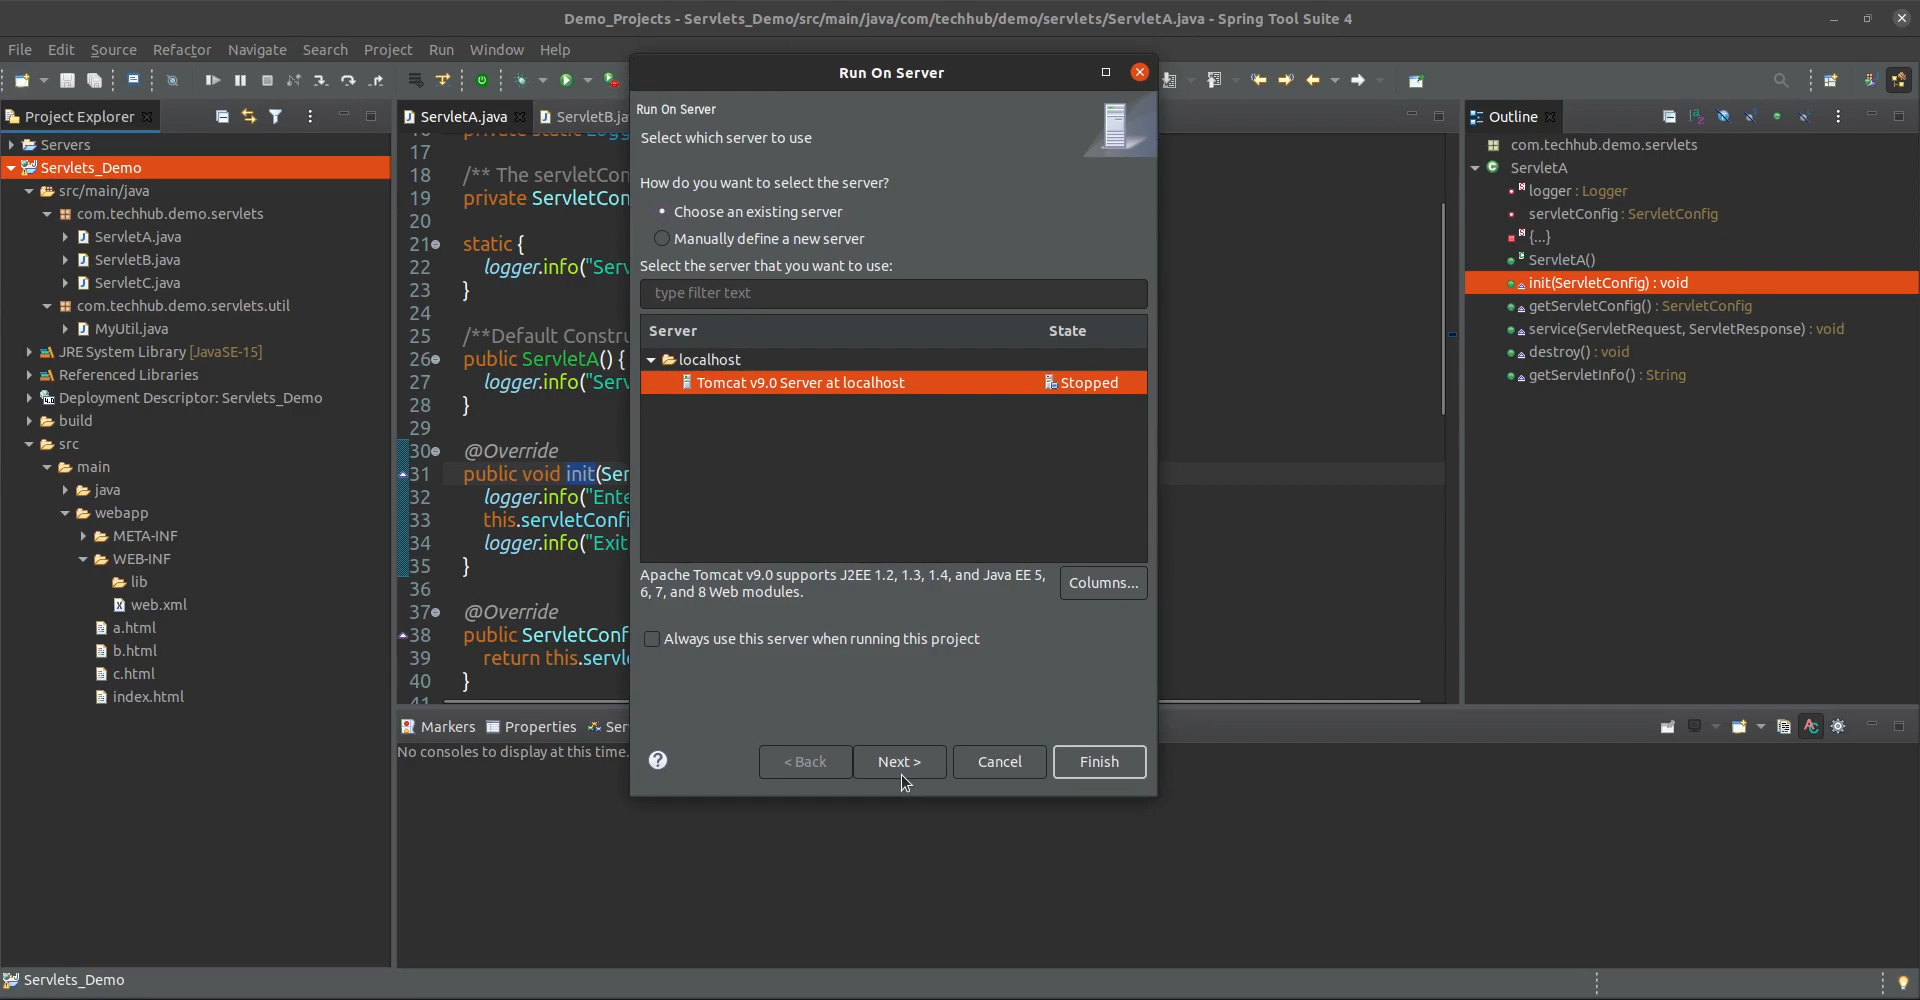 Demo_Projects - Servlets_Demo/src/main/java/com/techhub/demo/servlets/ServletA.java - Spring Tool Suite 4
File Edit Source Refactor Navigate Search Project Run Window Help
Project Explorer
Servers
Servlets_Demo
src/main/java
com.techhub.demo.servlets
ServletA.java
ServletB.java
ServletC.java
com.techhub.demo.servlets.util
MyUtil.java
JRE System Library [JavaSE-15]
Referenced Libraries
Deployment Descriptor: Servlets_Demo
build
src
main
java
webapp
META-INF
WEB-INF
lib
web.xml
a.html
b.html
c.html
index.html
ServletA.java ServletB.ja
17
18 /** The servletCon
19 private ServletCon
20
21 static {
22 logger.info("Serv
23 }
24
25 /**Default Constru
26 public ServletA() {
27 logger.info("Serv
28 }
29
30 @Override
31 public void init(Ser
32 logger.info("Ente
33 this.servletConfi
34 logger.info("Exit
35 }
36
37 @Override
38 public ServletConf
39 return this.servle
40 }
41
Run On Server
Run On Server
Select which server to use
How do you want to select the server?
Choose an existing server
Manually define a new server
Select the server that you want to use:
type filter text
Server State
localhost
Tomcat v9.0 Server at localhost Stopped
Apache Tomcat v9.0 supports J2EE 1.2, 1.3, 1.4, and Java EE 5,
6, 7, and 8 Web modules.
Columns...
Always use this server when running this project
? < Back Next > Cancel Finish
Outline
com.techhub.demo.servlets
ServletA
logger : Logger
servletConfig : ServletConfig
{...}
ServletA()
init(ServletConfig) : void
getServletConfig() : ServletConfig
service(ServletRequest, ServletResponse) : void
destroy() : void
getServletInfo() : String
Markers Properties Ser
No consoles to display at this time.
Servlets_Demo